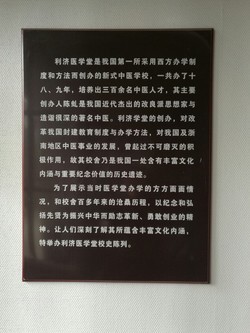 利济医学堂是我国第一所采用西方办学制
度和方法而创办的新式中医学校，一共办了十
八、九年，培养出三百余名中医人才，其主要
创办人陈虬是我国近代杰出的改良派思想家与
造诣很深的著名中医。利济学堂的创办，对改
革我国封建教育制度与办学方法，对我国及浙
南地区中医事业的发展，曾起过不可磨灭的积
极作用，故其校舍乃是我国一处含有丰富文化
内涵与重要纪念价值的历史遗迹。
为了展示当时医学堂办学的方方面面情
况，和校舍百多年来的沧桑历程，以纪念和弘
扬先贤为振兴中华而励志革新、勇敢创业的精
神。让人们深刻了解其所蕴含丰富文化内涵，
特举办利济医学堂校史陈列。